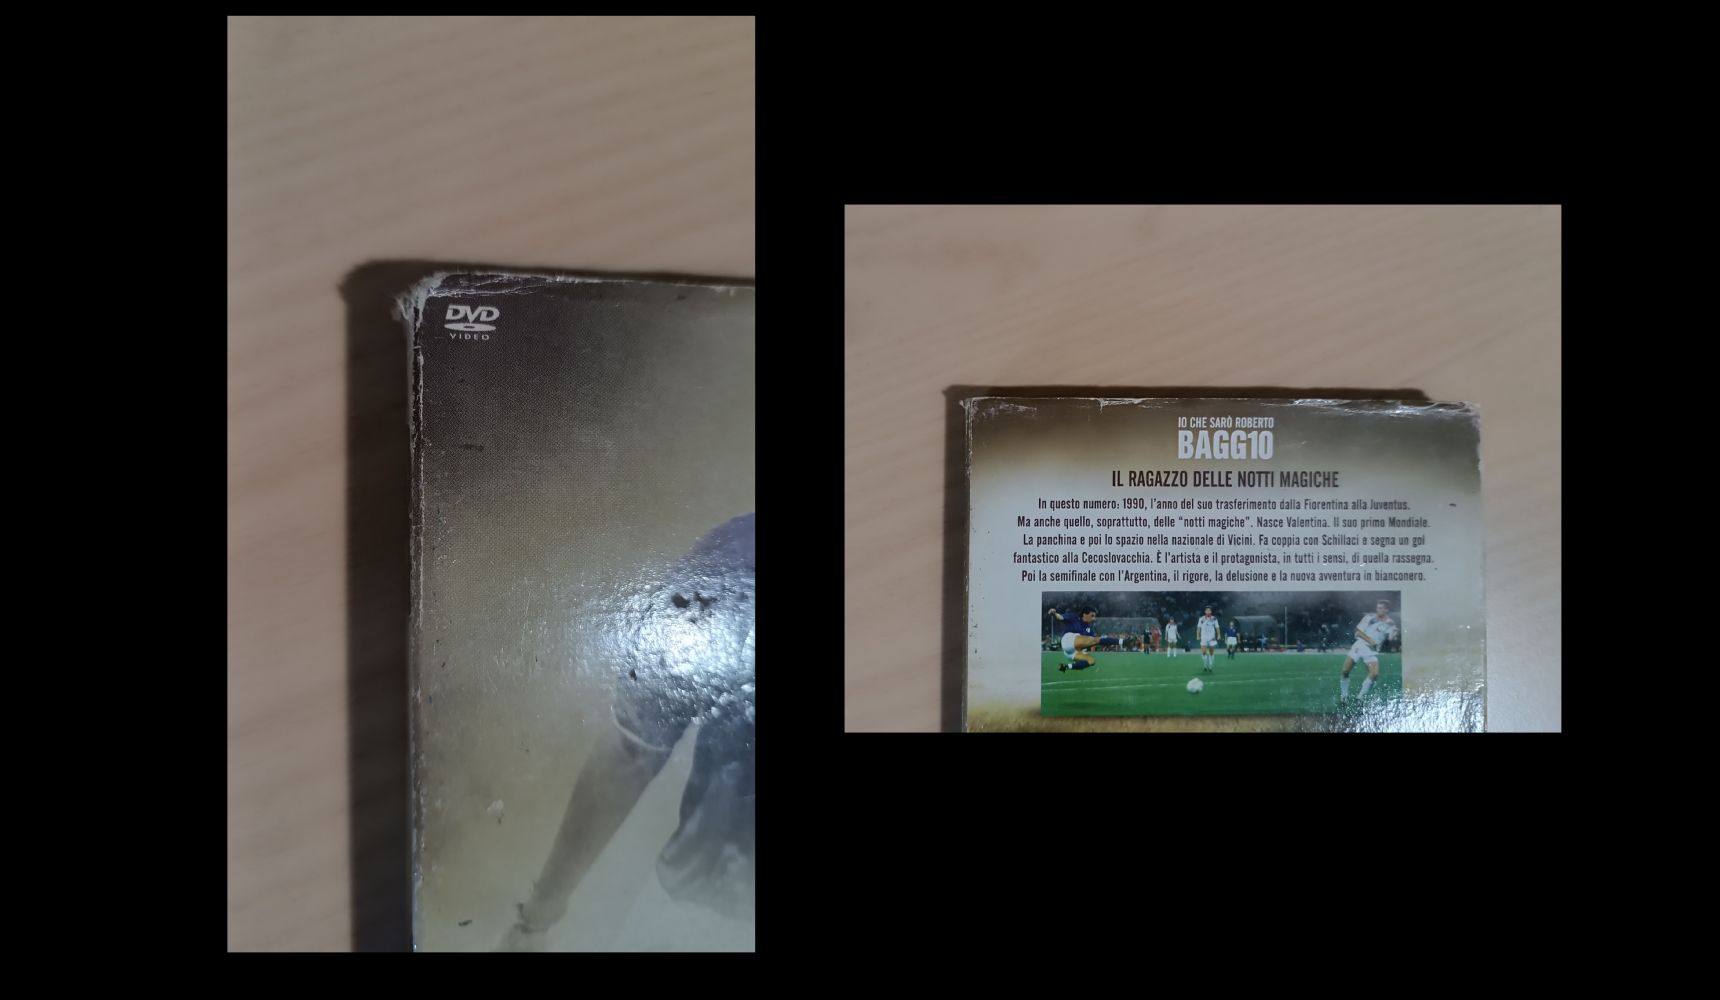 DVD
VIDEO
IO CHE SARÒ ROBERTO
BAGG10
IL RAGAZZO DELLE NOTTI MAGICHE
In questo numero: 1990, l'anno del suo trasferimento dalla Fiorentina alla Juventus.
Ma anche quello, soprattutto, delle “notti magiche”. Nasce Valentina. Il suo primo Mondiale.
La panchina e poi lo spazio nella nazionale di Vicini. Fa coppia con Schillaci e segna un gol
fantastico alla Cecoslovacchia. È l'artista e il protagonista, in tutti i sensi, di quella rassegna.
Poi la semifinale con l'Argentina, il rigore, la delusione e la nuova avventura in bianconero.